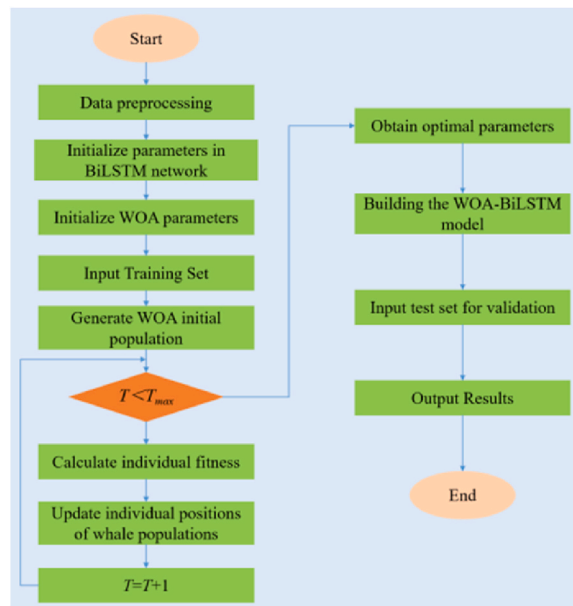 Start
Data preprocessing
Initialize parameters in
BiLSTM network
Initialize WOA parameters
Input Training Set
Generate WOA initial
population
T<Tmax
Calculate individual fitness
Update individual positions
of whale populations
T=T+1
Obtain optimal parameters
Building the WOA-BiLSTM
model
Input test set for validation
Output Results
End